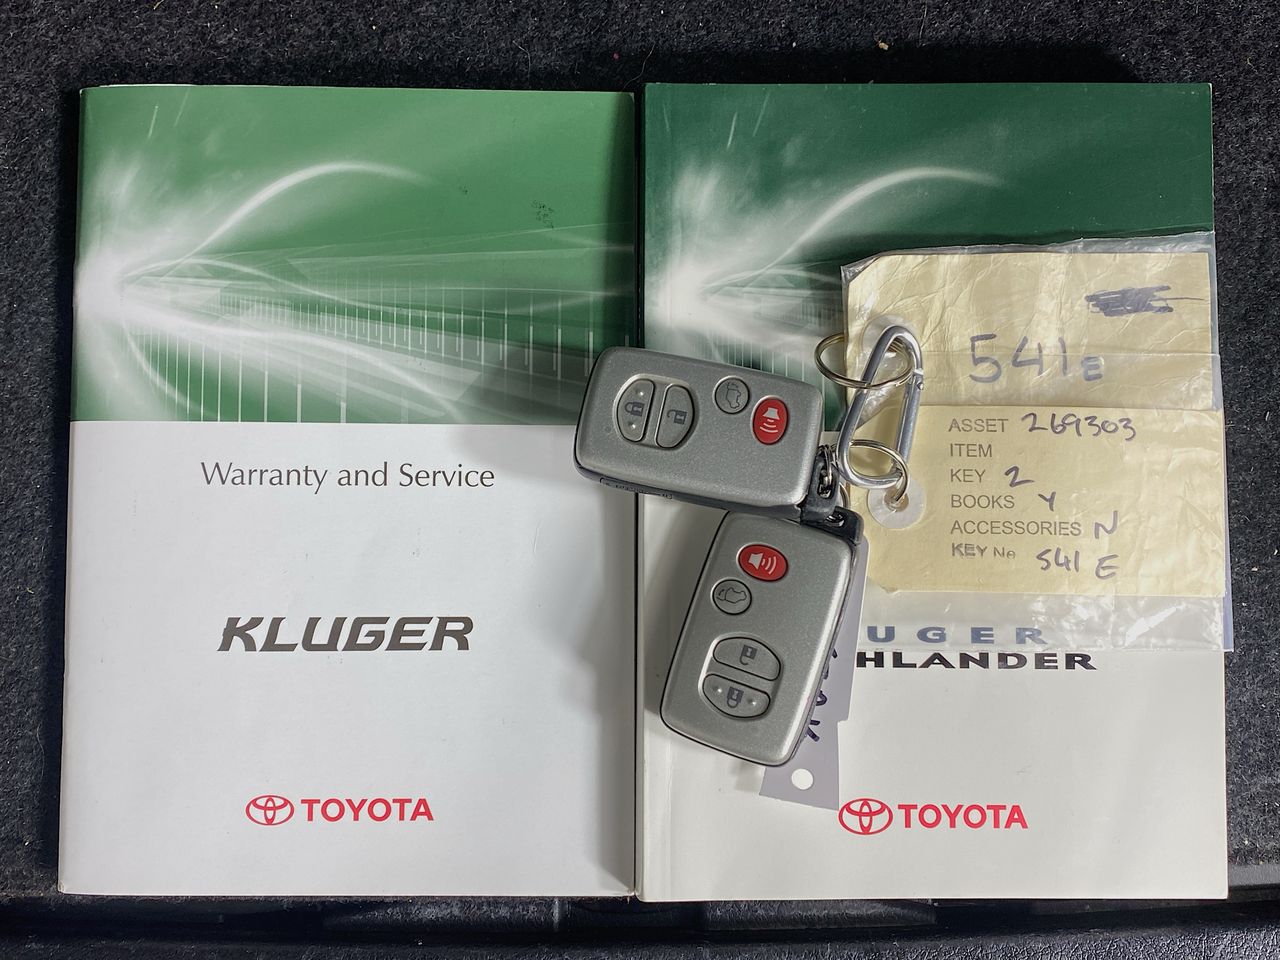 Warranty and Service
KLUGER
TOYOTA
541E
ASSET 269303
ITEM
KEY 2
BOOKS Y
ACCESSORIES N
KEY No 541 E
UGER
HLANDER
TOYOTA